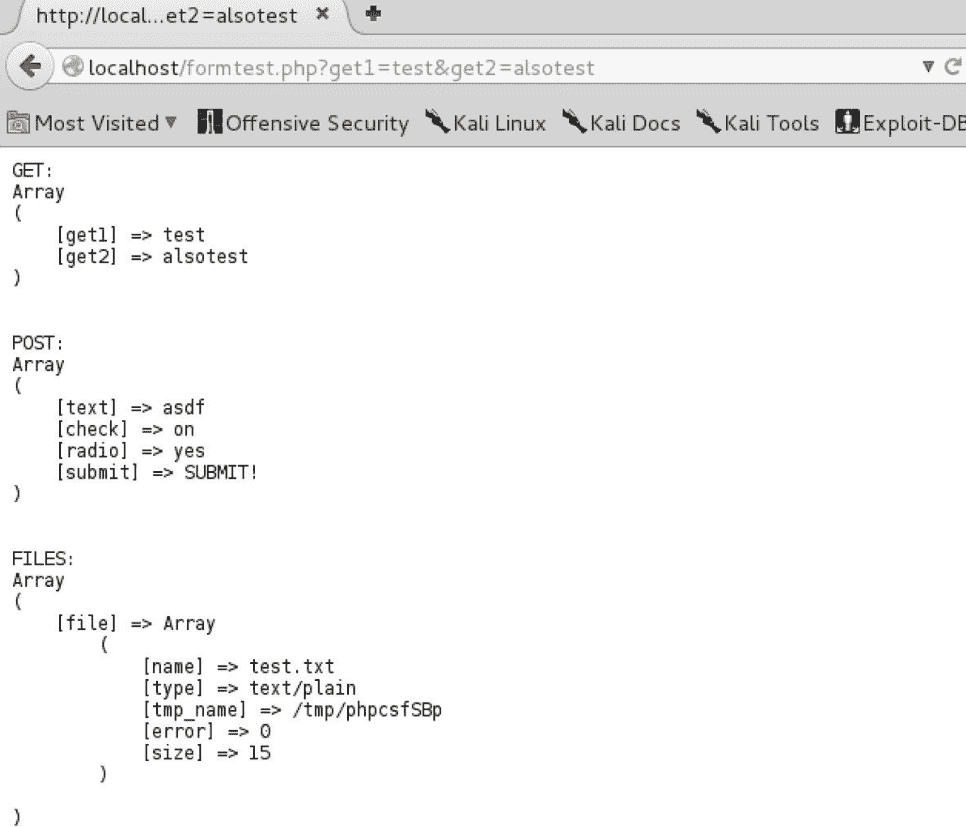 http://local...et2=alsotest
localhost/formtest.php?get1=test&get2=alsotest
Most Visited Offensive Security Kali Linux Kali Docs Kali Tools Exploit-DB
GET:
Array
(
    [get1] => test
    [get2] => alsotest
)
POST:
Array
(
    [text] => asdf
    [check] => on
    [radio] => yes
    [submit] => SUBMIT!
)
FILES:
Array
(
    [file] => Array
        (
            [name] => test.txt
            [type] => text/plain
            [tmp_name] => /tmp/phpcsfSBp
            [error] => 0
            [size] => 15
        )
)